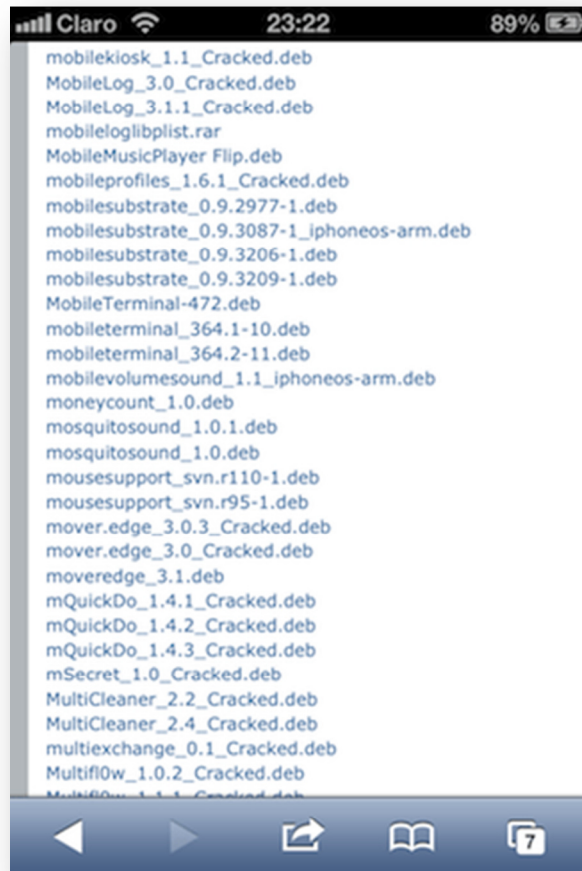 Claro 23:22 89%
mobilekiosk_1.1_Cracked.deb
MobileLog_3.0_Cracked.deb
MobileLog_3.1.1_Cracked.deb
mobileloglibplist.rar
MobileMusicPlayer Flip.deb
mobileprofiles_1.6.1_Cracked.deb
mobilesubstrate_0.9.2977-1.deb
mobilesubstrate_0.9.3087-1_iphoneos-arm.deb
mobilesubstrate_0.9.3206-1.deb
mobilesubstrate_0.9.3209-1.deb
MobileTerminal-472.deb
mobileterminal_364.1-10.deb
mobileterminal_364.2-11.deb
mobilevolumesound_1.1_iphoneos-arm.deb
moneycount_1.0.deb
mosquitosound_1.0.1.deb
mosquitosound_1.0.deb
mousesupport_svn.r110-1.deb
mousesupport_svn.r95-1.deb
mover.edge_3.0.3_Cracked.deb
mover.edge_3.0_Cracked.deb
moveredge_3.1.deb
mQuickDo_1.4.1_Cracked.deb
mQuickDo_1.4.2_Cracked.deb
mQuickDo_1.4.3_Cracked.deb
mSecret_1.0_Cracked.deb
MultiCleaner_2.2_Cracked.deb
MultiCleaner_2.4_Cracked.deb
multiexchange_0.1_Cracked.deb
Multifl0w_1.0.2_Cracked.deb
7